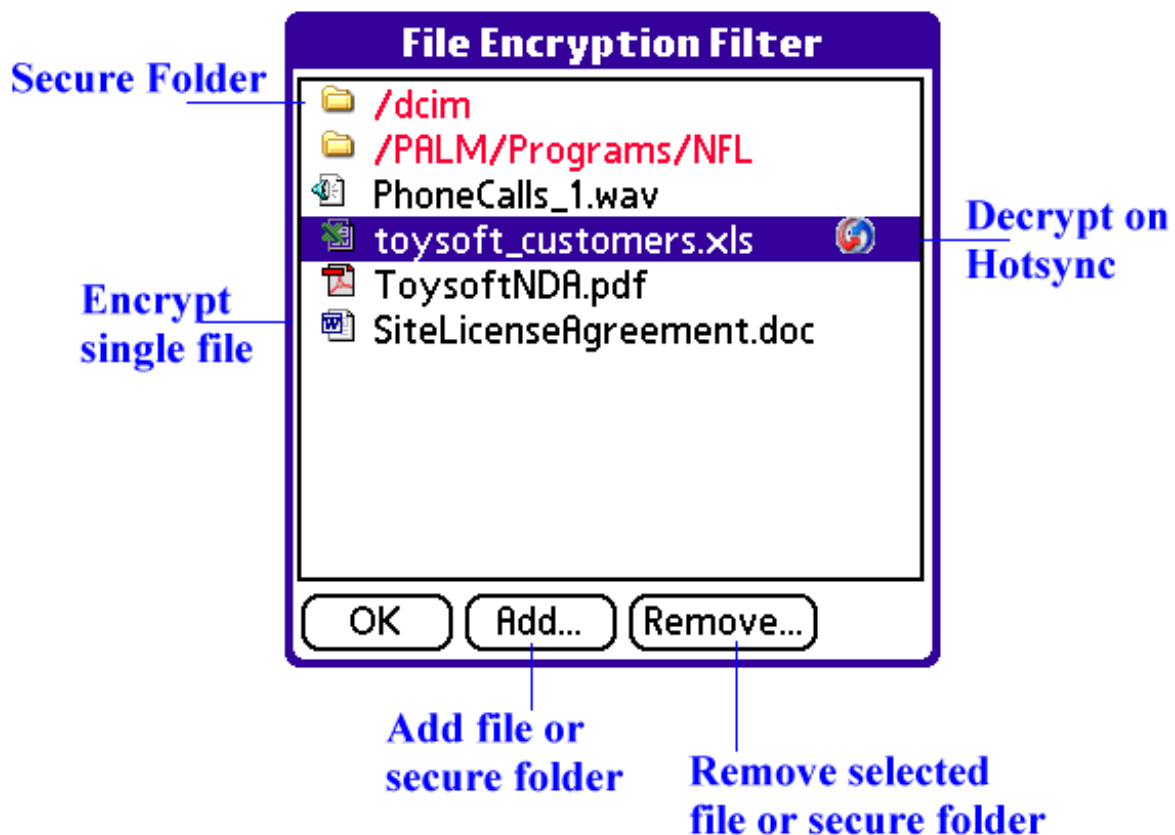 File Encryption Filter
Secure Folder
/dcim
/PALM/Programs/NFL
PhoneCalls_1.wav
toysoft_customers.xls
Decrypt on
Hotsync
ToysoftNDA.pdf
Encrypt
single file
SiteLicenseAgreement.doc
OK
Add...
Remove...
Add file or
secure folder
Remove selected
file or secure folder